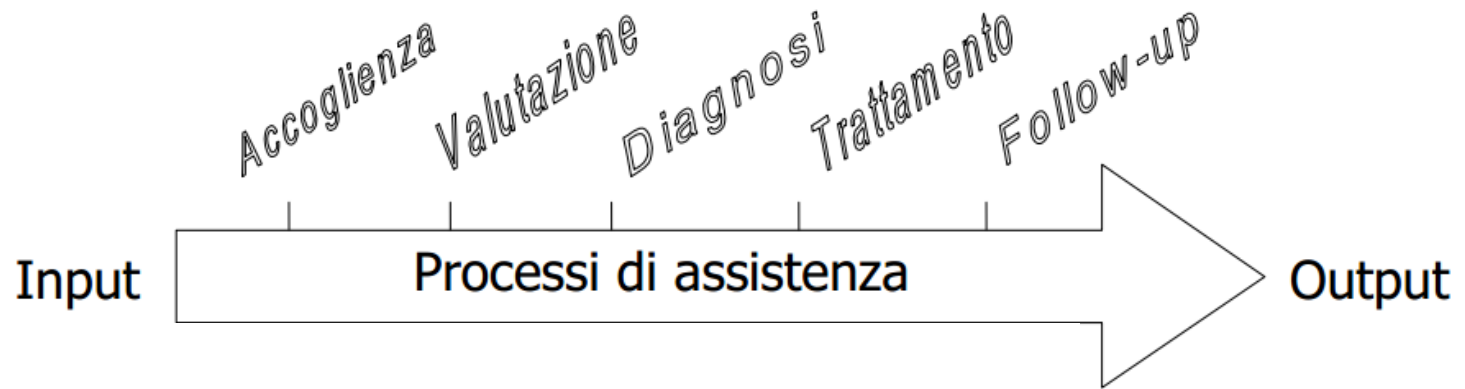 Accoglienza
Valutazione
Diagnosi
Trattamento
Follow-up
Input
Processi di assistenza
Output